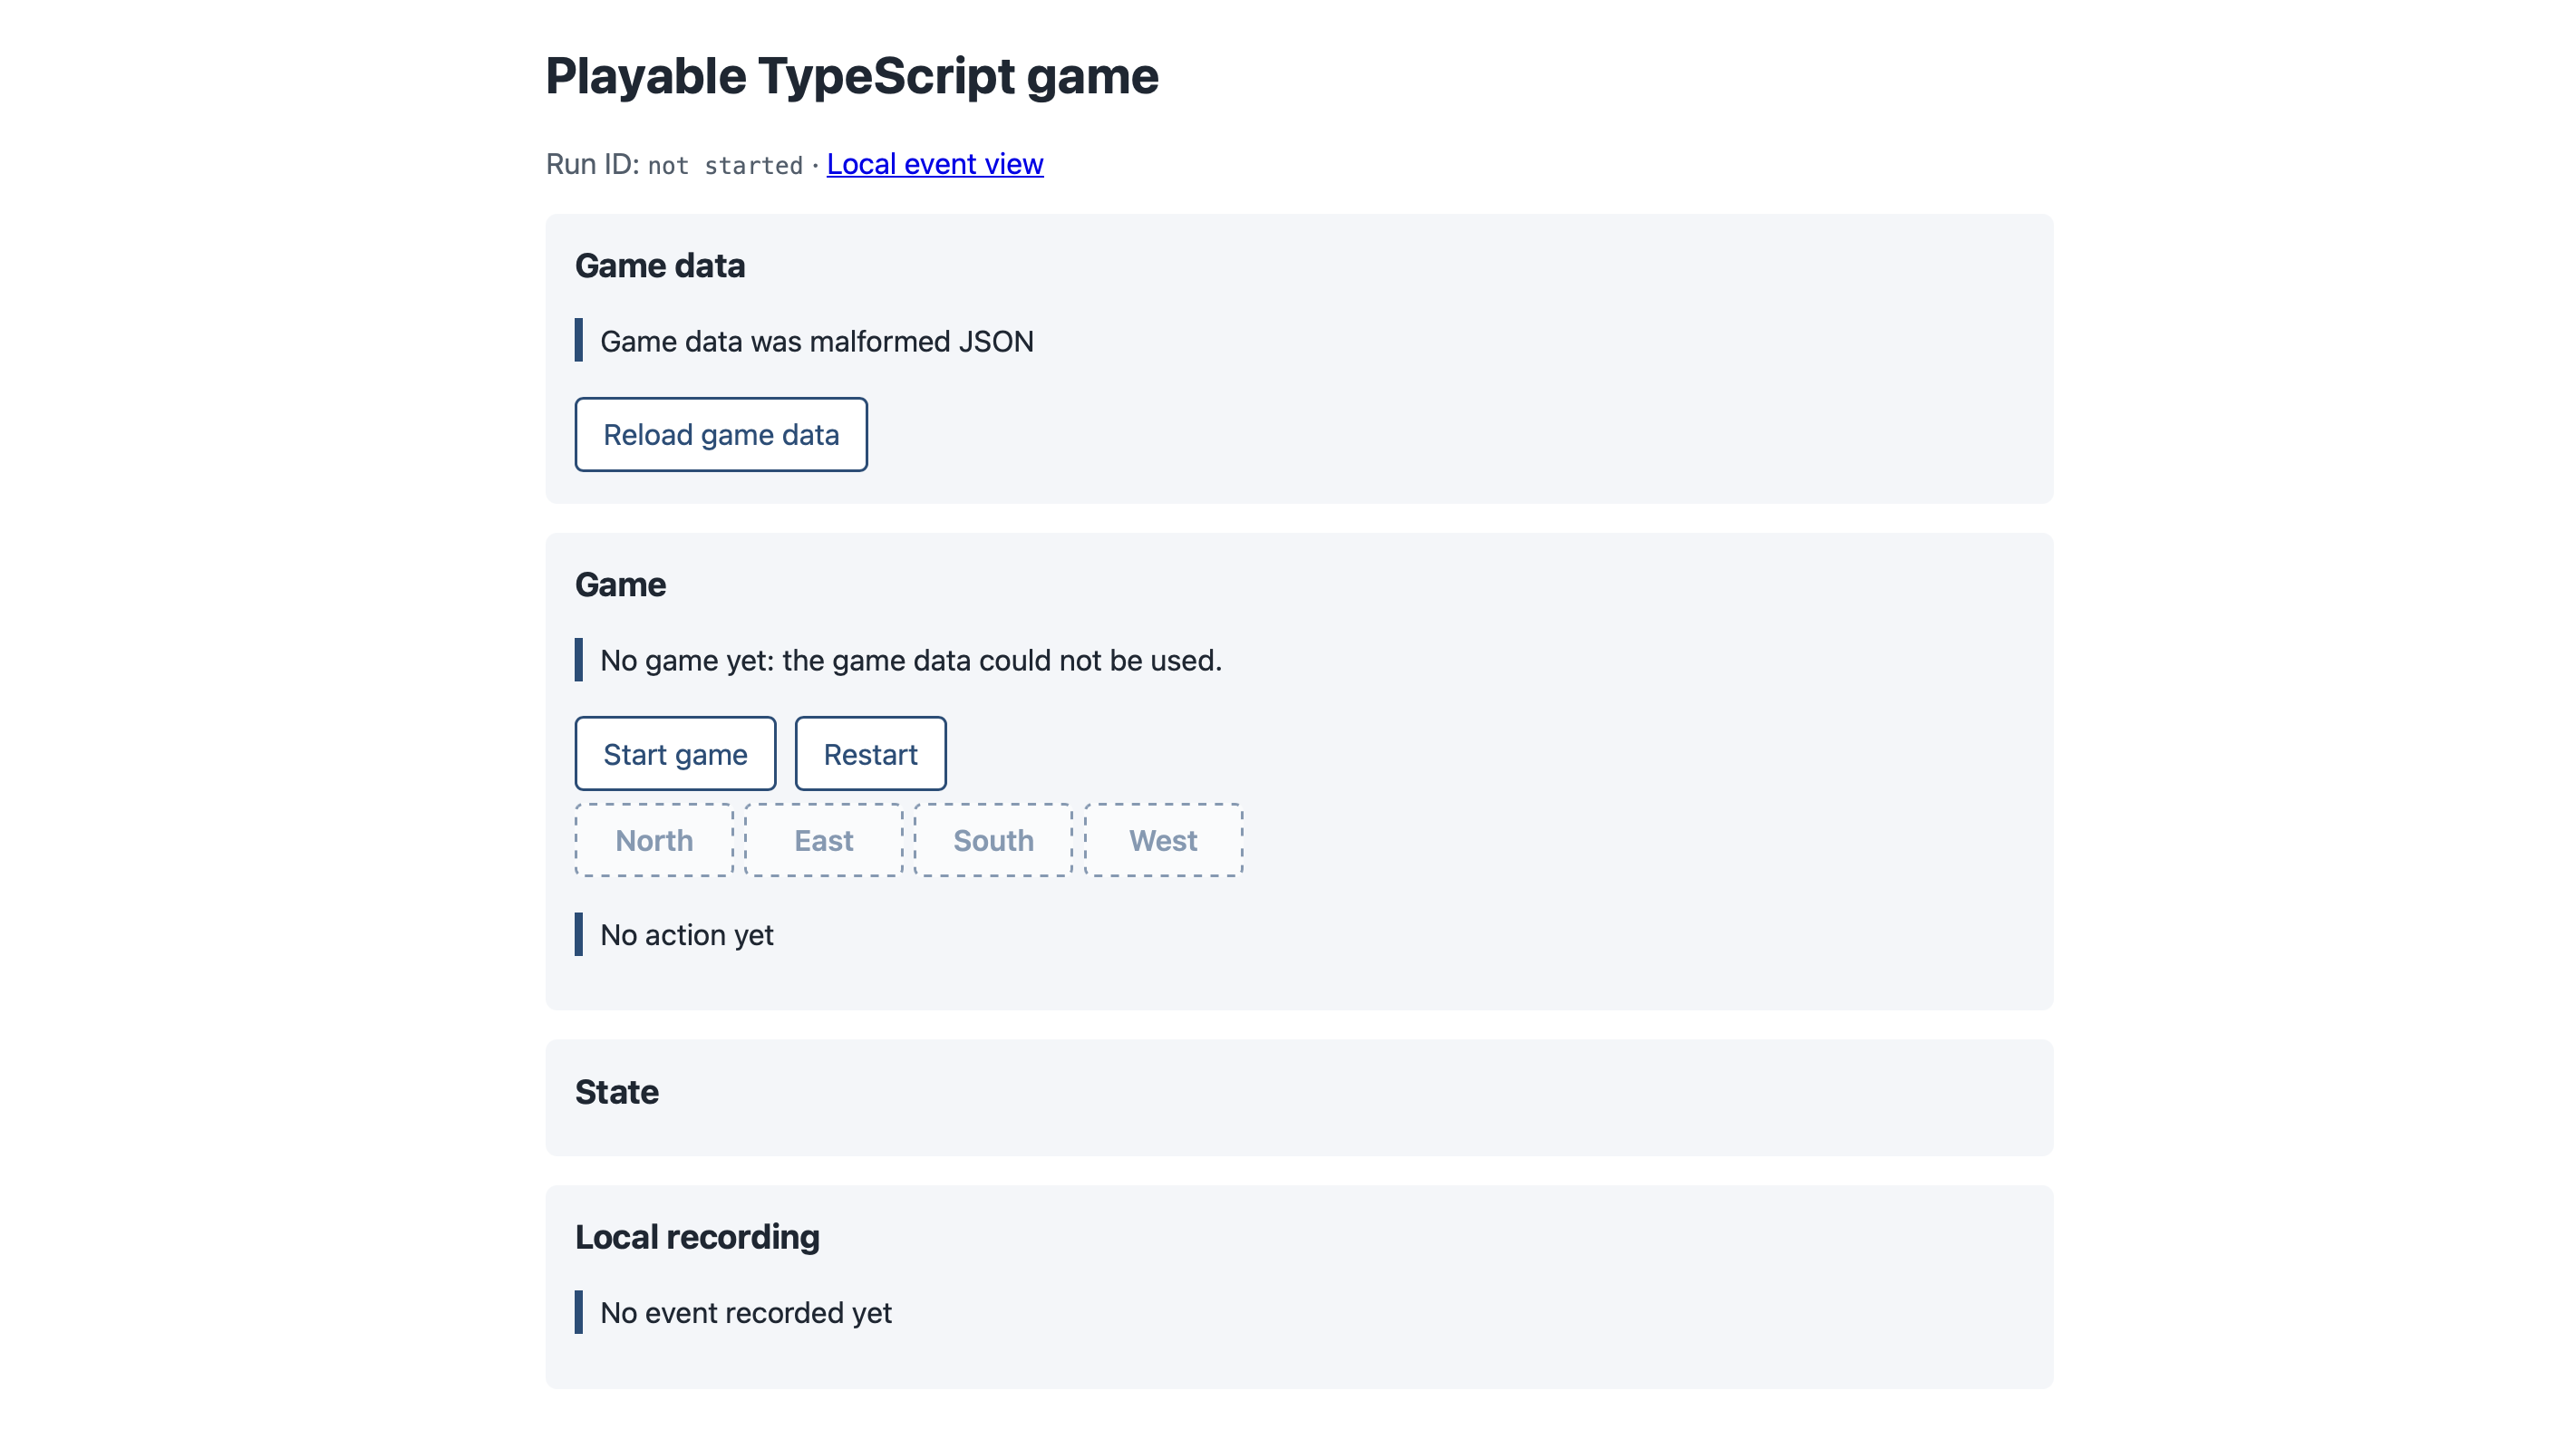 Playable TypeScript game
Run ID: not started · Local event view
Game data
Game data was malformed JSON
Reload game data
Game
No game yet: the game data could not be used.
Start game Restart
North East South West
No action yet
State
Local recording
No event recorded yet